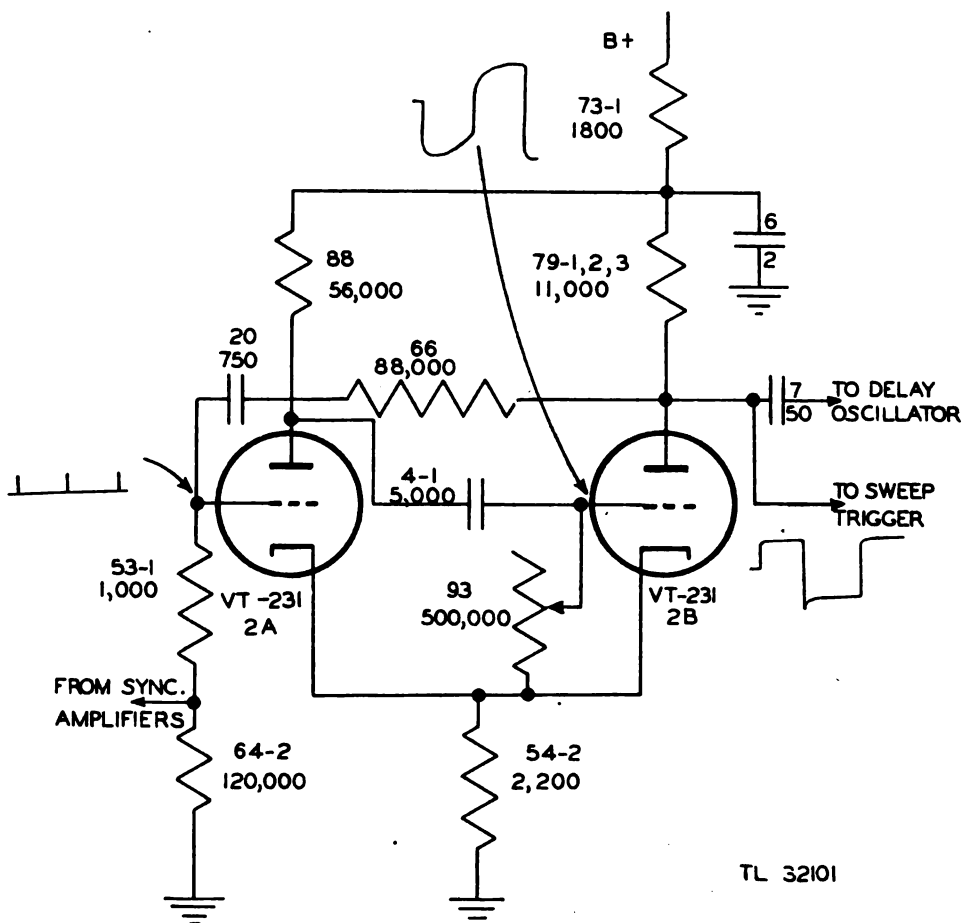 B+
73-1
1800
6
2
88
56,000
79-1,2,3
11,000
20
750
66
88,000
7
50
TO DELAY
OSCILLATOR
4-1
5,000
TO SWEEP
TRIGGER
53-1
1,000
VT-231
2A
93
500,000
VT-231
2B
FROM SYNC.
AMPLIFIERS
64-2
120,000
54-2
2,200
TL 32101